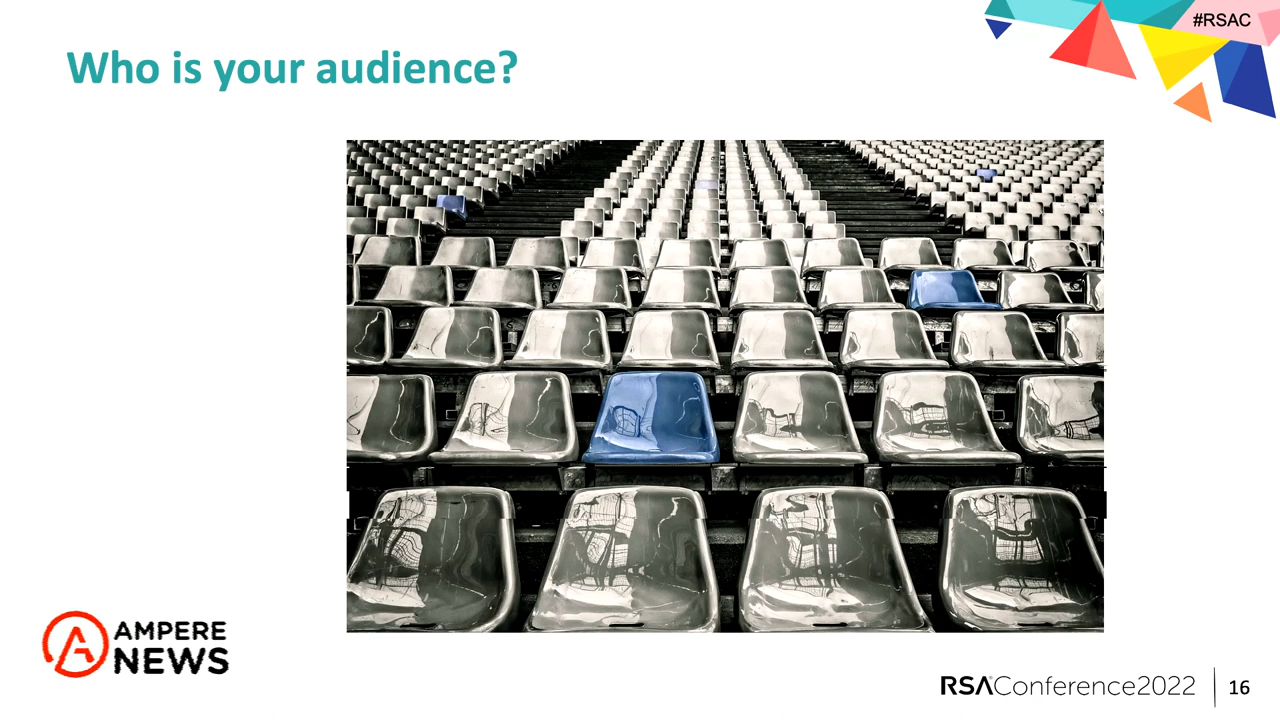 #RSAC
Who is your audience?
AMPERE
NEWS
RSAConference2022
16